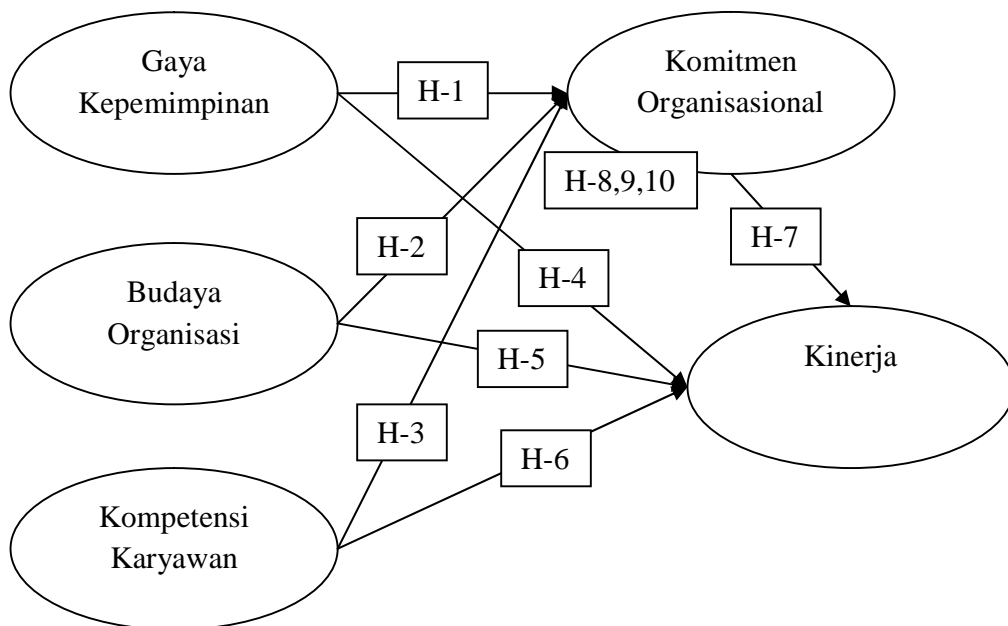 Gaya
Kepemimpinan
H-1
Komitmen
Organisasional
H-8,9,10
H-7
H-2
H-4
Budaya
Organisasi
H-5
Kinerja
H-3
H-6
Kompetensi
Karyawan